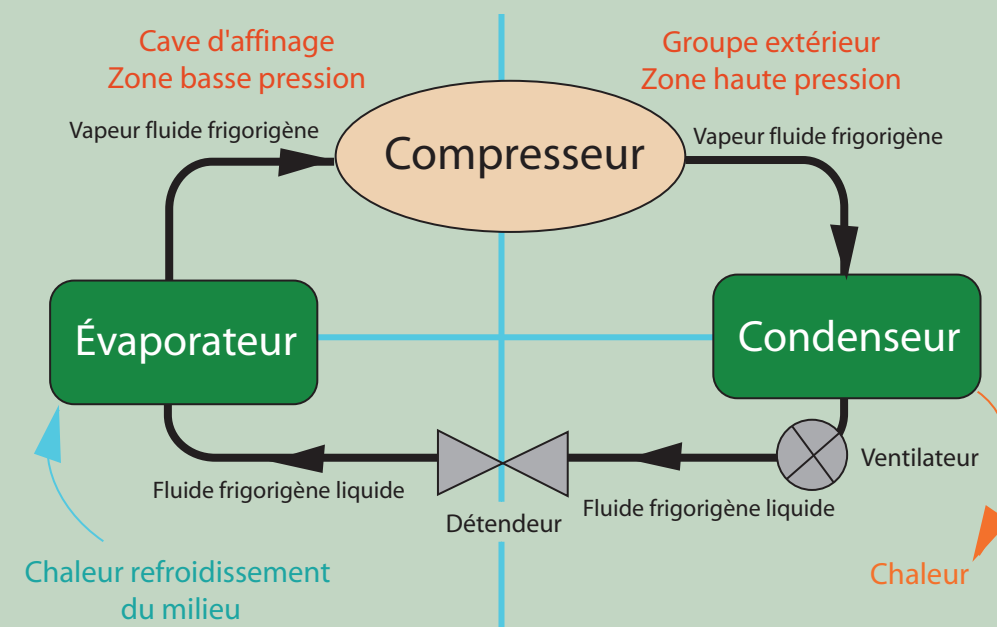 Cave d'affinage
Zone basse pression
Groupe extérieur
Zone haute pression
Vapeur fluide frigorigène
Compresseur
Vapeur fluide frigorigène
Évaporateur
Condenseur
Ventilateur
Fluide frigorigène liquide
Détendeur
Fluide frigorigène liquide
Chaleur refroidissement
du milieu
Chaleur